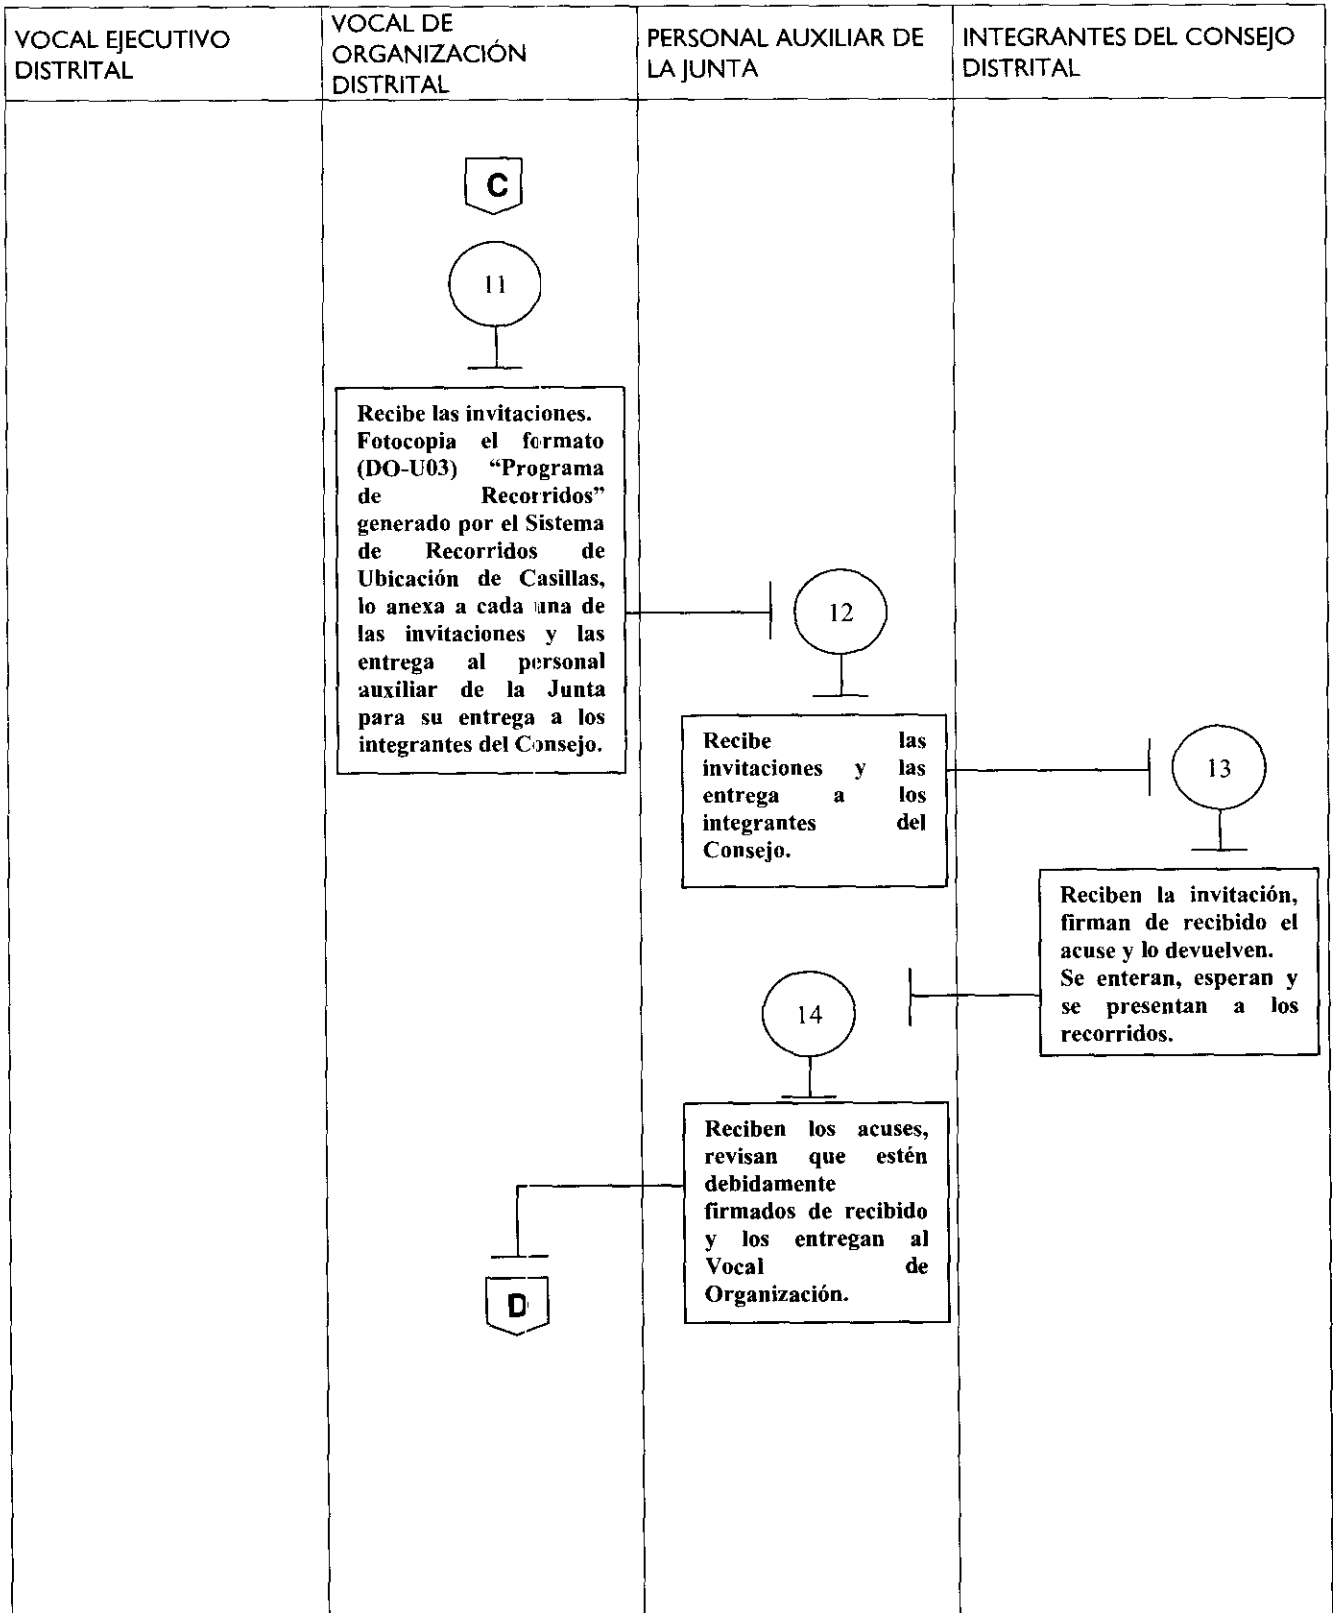 VOCAL EJECUTIVO
DISTRITAL
VOCAL DE
ORGANIZACIÓN
DISTRITAL
PERSONAL AUXILIAR DE
LA JUNTA
INTEGRANTES DEL CONSEJO
DISTRITAL
C
11
Recibe las invitaciones.
Fotocopia el formato
(DO-U03) “Programa
de Recorridos”
generado por el Sistema
de Recorridos de
Ubicación de Casillas,
lo anexa a cada una de
las invitaciones y las
entrega al personal
auxiliar de la Junta
para su entrega a los
integrantes del Consejo.
12
Recibe las
invitaciones y las
entrega a los
integrantes del
Consejo.
13
Reciben la invitación,
firman de recibido el
acuse y lo devuelven.
Se enteran, esperan y
se presentan a los
recorridos.
14
Reciben los acuses,
revisan que estén
debidamente
firmados de recibido
y los entregan al
Vocal de
Organización.
D